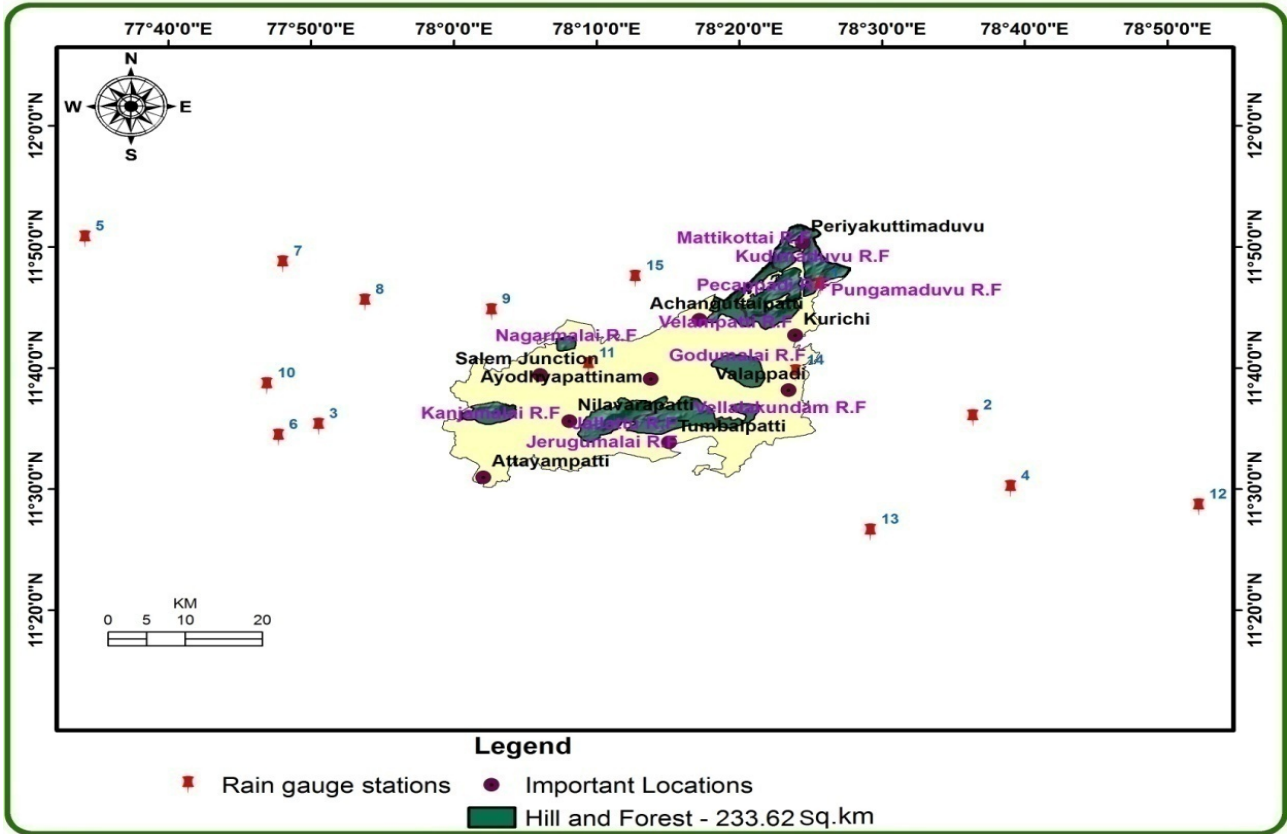 77°40'0"E 77°50'0"E 78°0'0"E 78°10'0"E 78°20'0"E 78°30'0"E 78°40'0"E 78°50'0"E
N
W E
S
12°0'0"N 12°0'0"N
11°50'0"N 11°50'0"N
11°40'0"N 11°40'0"N
11°30'0"N 11°30'0"N
11°20'0"N 11°20'0"N
5
7
8
9
15
10
6
3
11
14
2
4
13
12
Periyakuttimaduvu
Mattikottai R.F
Kudimaduvu R.F
Pungamaduvu R.F
Achanguttaipatti
Velampatti R.F
Kurichi
Nagarmalai R.F
Salem Junction
Godumalai R.F
Ayodhyapattinam
Valappadi
Kanjamalai R.F
Nilavarapatti
R.F
Tumbalpatti
Jerugumalai R.F
Attayampatti
KM
0 5 10 20
Legend
Rain gauge stations Important Locations
Hill and Forest - 233.62 Sq.km